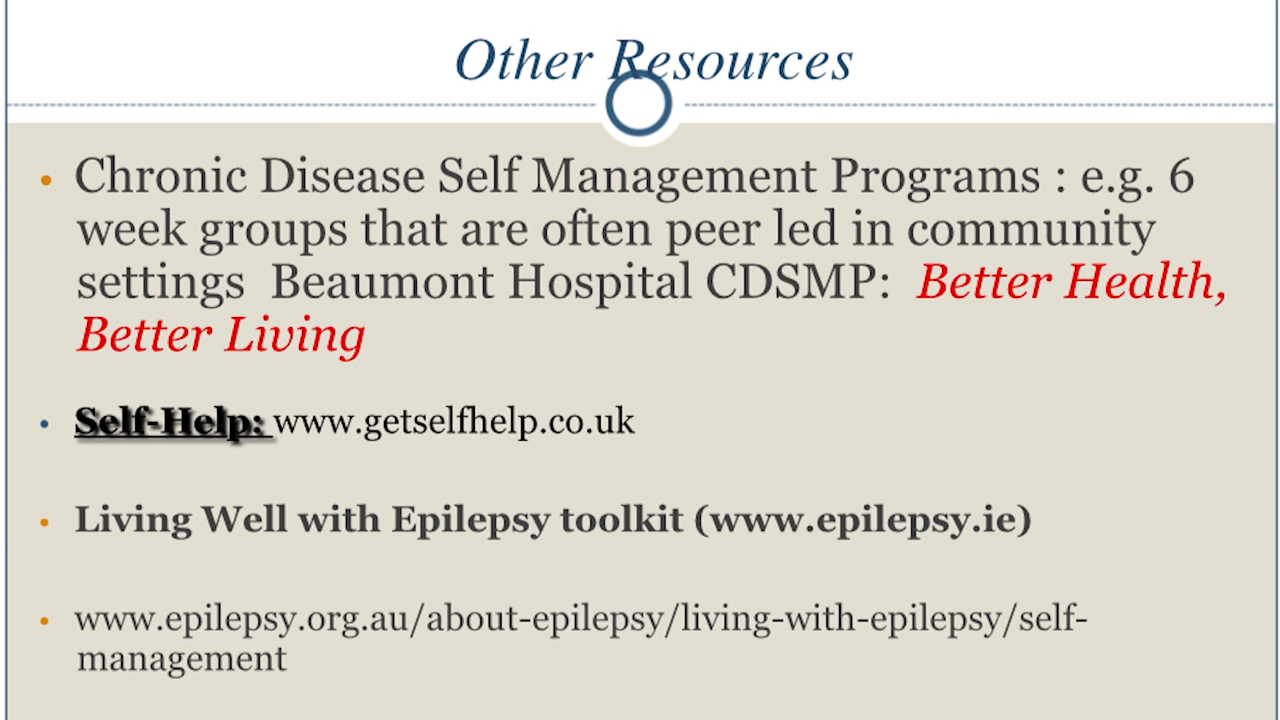 Other Resources
Chronic Disease Self Management Programs : e.g. 6
week groups that are often peer led in community
settings  Beaumont Hospital CDSMP:  Better Health,
Better Living
Self-Help: www.getselfhelp.co.uk
Living Well with Epilepsy toolkit (www.epilepsy.ie)
www.epilepsy.org.au/about-epilepsy/living-with-epilepsy/self-
management